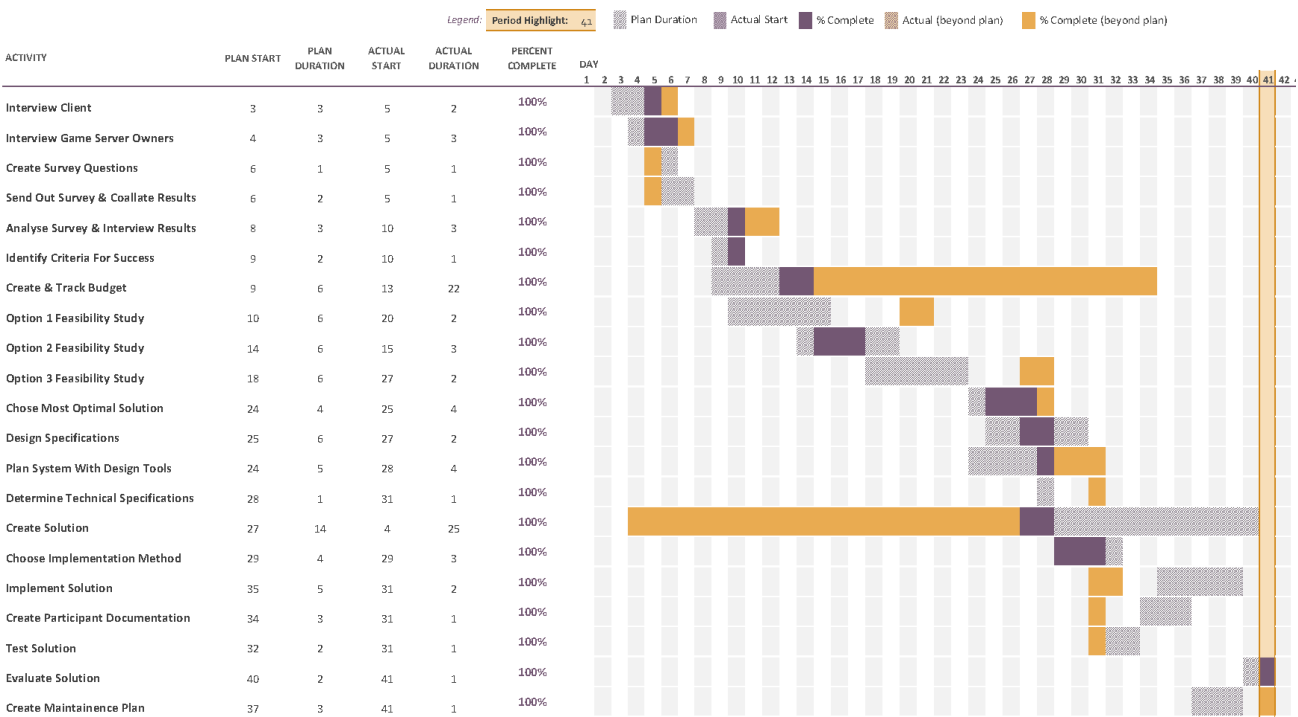 Legend: Period Highlight: 41 Plan Duration Actual Start % Complete Actual (beyond plan) % Complete (beyond plan)
ACTIVITY PLAN START PLAN DURATION ACTUAL START ACTUAL DURATION PERCENT COMPLETE DAY
1 2 3 4 5 6 7 8 9 10 11 12 13 14 15 16 17 18 19 20 21 22 23 24 25 26 27 28 29 30 31 32 33 34 35 36 37 38 39 40 41 42
Interview Client 3 3 5 2 100%
Interview Game Server Owners 4 3 5 3 100%
Create Survey Questions 6 1 5 1 100%
Send Out Survey & Coallate Results 6 2 5 1 100%
Analyse Survey & Interview Results 8 3 10 3 100%
Identify Criteria For Success 9 2 10 1 100%
Create & Track Budget 9 6 13 22 100%
Option 1 Feasibility Study 10 6 20 2 100%
Option 2 Feasibility Study 14 6 15 3 100%
Option 3 Feasibility Study 18 6 27 2 100%
Chose Most Optimal Solution 24 4 25 4 100%
Design Specifications 25 6 27 2 100%
Plan System With Design Tools 24 5 28 4 100%
Determine Technical Specifications 28 1 31 1 100%
Create Solution 27 14 4 25 100%
Choose Implementation Method 29 4 29 3 100%
Implement Solution 35 5 31 2 100%
Create Participant Documentation 34 3 31 1 100%
Test Solution 32 2 31 1 100%
Evaluate Solution 40 2 41 1 100%
Create Maintainence Plan 37 3 41 1 100%